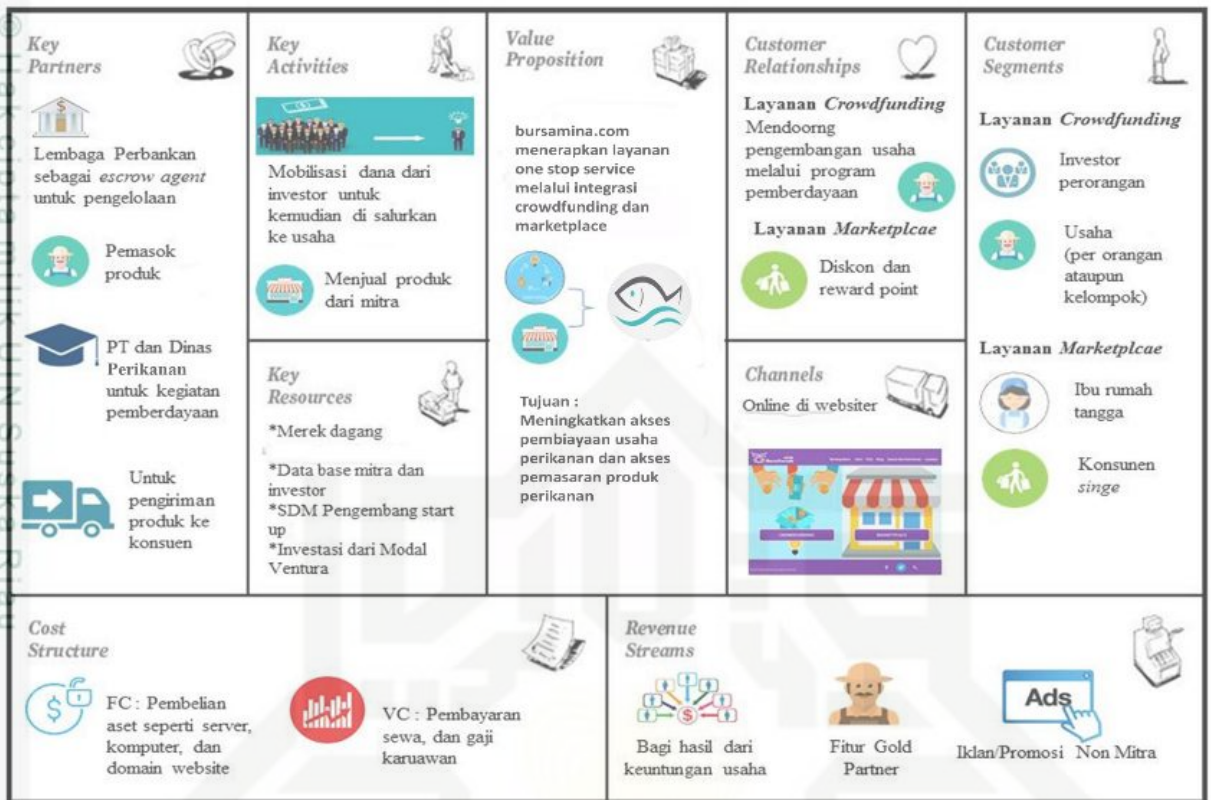 Key
Partners
Lembaga Perbankan
sebagai escrow agent
untuk pengelolaan
Pemasok
produk
PT dan Dinas
Perikanan
untuk kegiatan
pemberdayaan
Untuk
pengiriman
produk ke
konsuen
Key
Activities
Mobilisasi dana dari
investor untuk
kemudian di salurkan
ke usaha
Menjual produk
dari mitra
Key
Resources
*Merek dagang
*Data base mitra dan
investor
*SDM Pengembang start
up
*Investasi dari Modal
Ventura
Value
Proposition
bursamina.com
menerapkan layanan
one stop service
melalui integrasi
crowdfunding dan
marketplace
Tujuan :
Meningkatkan akses
pembiayaan usaha
perikanan dan akses
pemasaran produk
perikanan
Customer
Relationships
Layanan Crowdfunding
Mendoorng
pengembangan usaha
melalui program
pemberdayaan
Layanan Marketplcae
Diskon dan
reward point
Channels
Online di websiter
Customer
Segments
Layanan Crowdfunding
Investor
perorangan
Usaha
(per orangan
ataupun
kelompok)
Layanan Marketplcae
Ibu rumah
tangga
Konsunen
singe
Cost
Structure
FC : Pembelian
aset seperti server,
komputer, dan
domain website
VC : Pembayaran
sewa, dan gaji
karuawan
Revenue
Streams
Bagi hasil dari
keuntungan usaha
Fitur Gold
Partner
Ads
Iklan/Promosi Non Mitra
© Hak cipta milik UIN Suska Riau